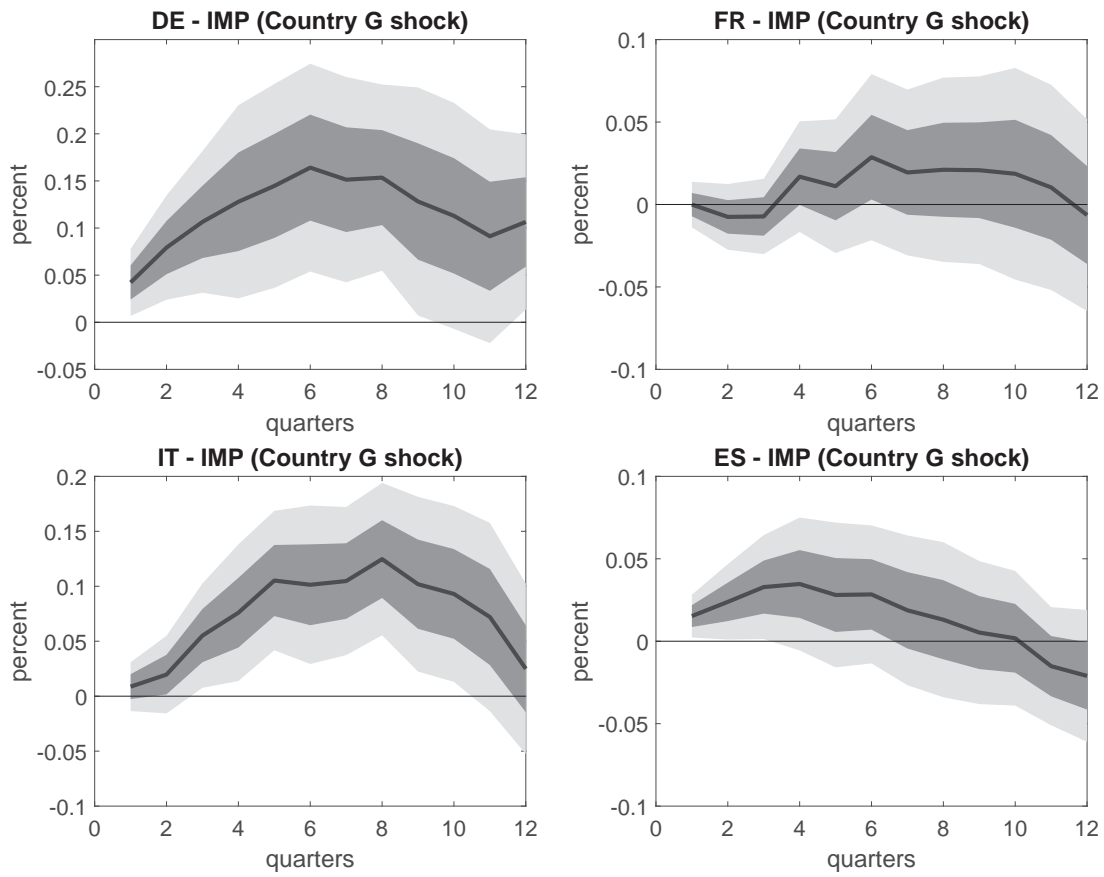 DE - IMP (Country G shock)
percent
0.25
0.2
0.15
0.1
0.05
0
-0.05
0 2 4 6 8 10 12
quarters
FR - IMP (Country G shock)
percent
0.1
0.05
0
-0.05
-0.1
0 2 4 6 8 10 12
quarters
IT - IMP (Country G shock)
percent
0.2
0.15
0.1
0.05
0
-0.05
-0.1
0 2 4 6 8 10 12
quarters
ES - IMP (Country G shock)
percent
0.1
0.05
0
-0.05
-0.1
0 2 4 6 8 10 12
quarters